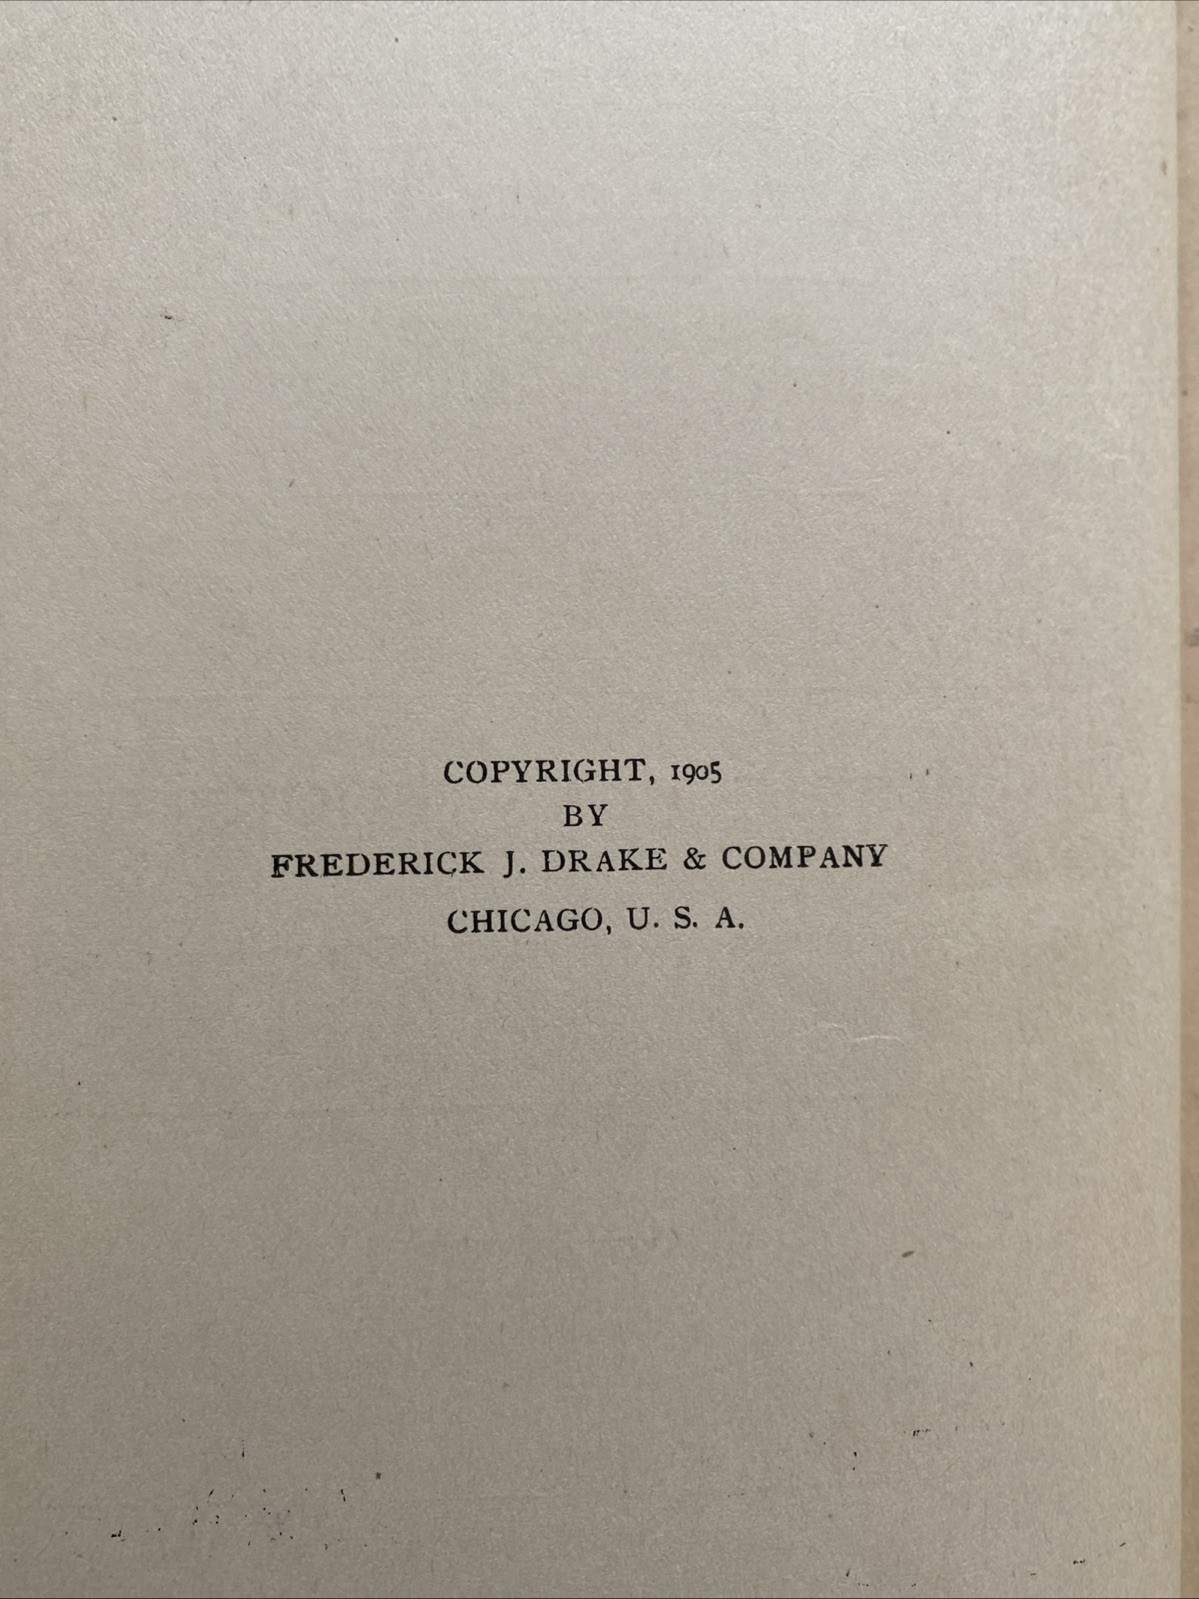 COPYRIGHT, 1905
BY
FREDERICK J. DRAKE & COMPANY
CHICAGO, U. S. A.